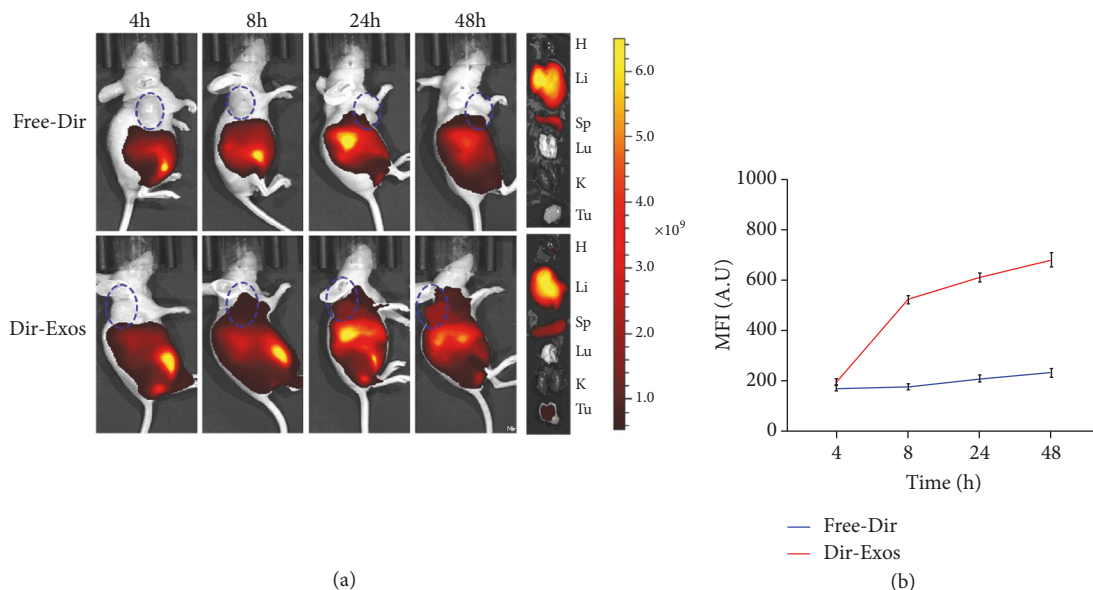 4h 8h 24h 48h
Free-Dir
Dir-Exos
H
Li
Sp
Lu
K
Tu
H
Li
Sp
Lu
K
Tu
6.0
5.0
4.0
×10⁹
3.0
2.0
1.0
(a)
MFI (A.U)
1000
800
600
400
200
0
4 8 24 48
Time (h)
Free-Dir
Dir-Exos
(b)